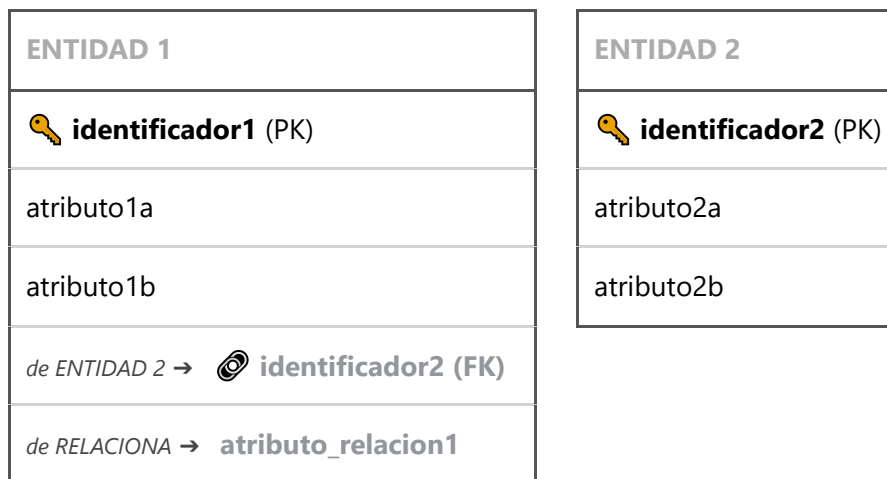 ENTIDAD 1
identificador1 (PK)
atributo1a
atributo1b
de ENTIDAD 2 ➔ identificador2 (FK)
de RELACIONA ➔ atributo_relacion1
ENTIDAD 2
identificador2 (PK)
atributo2a
atributo2b